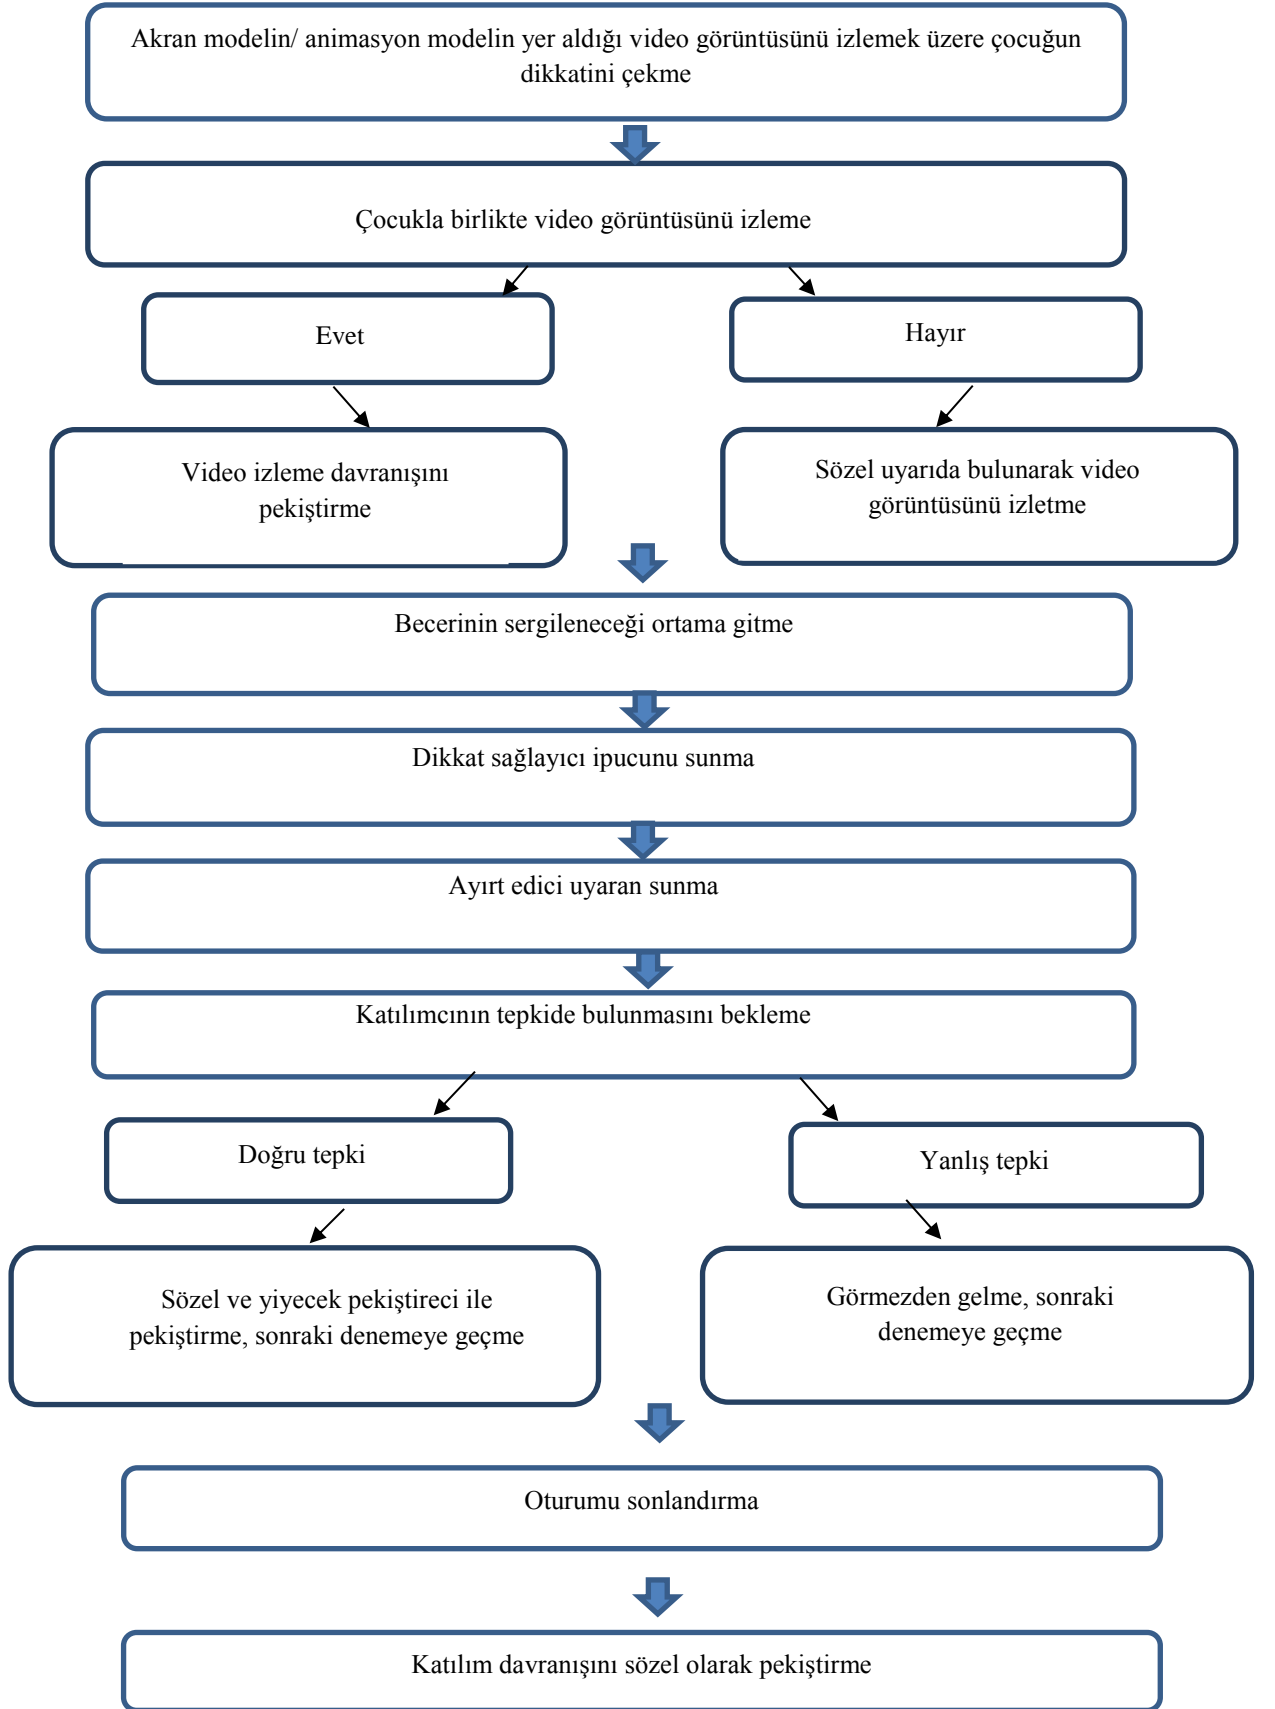 Akran modelin/ animasyon modelin yer aldığı video görüntüsünü izlemek üzere çocuğun
dikkatini çekme
Çocukla birlikte video görüntüsünü izleme
Evet
Hayır
Video izleme davranışını
pekiştirme
Sözel uyarıda bulunarak video
görüntüsünü izletme
Becerinin sergileneceği ortama gitme
Dikkat sağlayıcı ipucunu sunma
Ayırt edici uyaran sunma
Katılımcının tepkide bulunmasını bekleme
Doğru tepki
Yanlış tepki
Sözel ve yiyecek pekiştireci ile
pekiştirme, sonraki denemeye geçme
Görmezden gelme, sonraki
denemeye geçme
Oturumu sonlandırma
Katılım davranışını sözel olarak pekiştirme